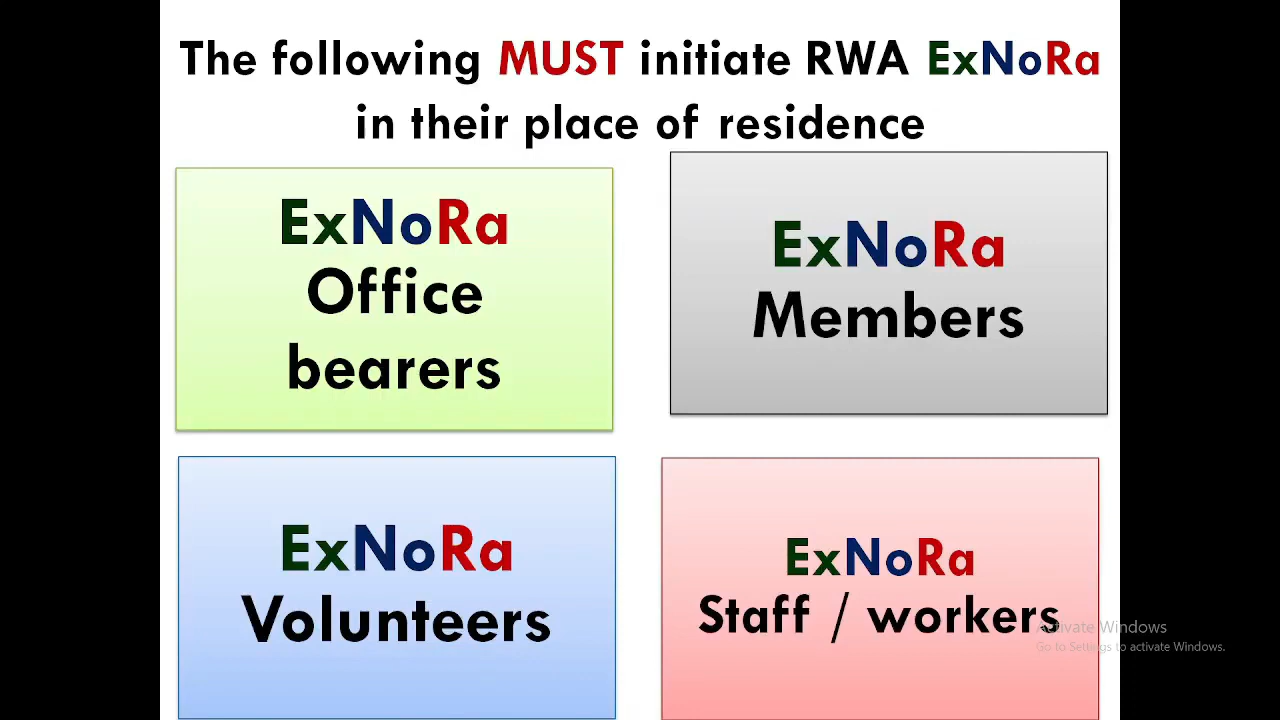 The following MUST initiate RWA ExNoRa
in their place of residence
ExNoRa
Office
bearers
ExNoRa
Members
ExNoRa
Volunteers
ExNoRa
Staff / workers
Activate Windows
Go to Settings to activate Windows.